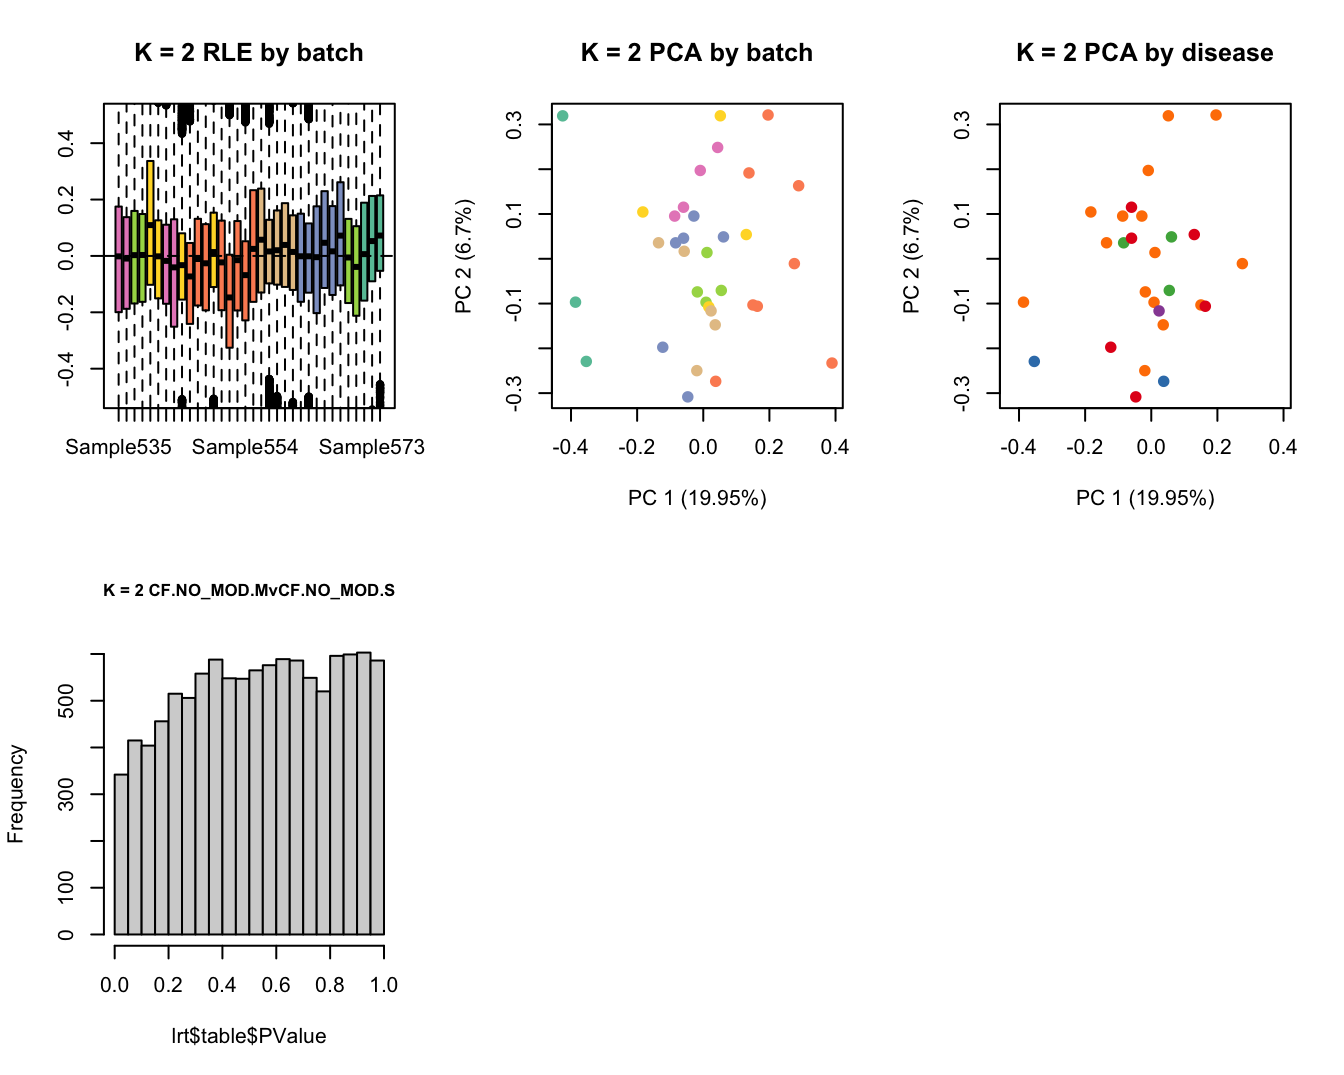 K = 2 RLE by batch
0.4
0.2
0.0
-0.2
-0.4
Sample535
Sample554
Sample573
K = 2 PCA by batch
PC 2 (6.7%)
0.3
0.1
-0.1
-0.3
-0.4
-0.2
0.0
0.2
0.4
PC 1 (19.95%)
K = 2 PCA by disease
PC 2 (6.7%)
0.3
0.1
-0.1
-0.3
-0.4
-0.2
0.0
0.2
0.4
PC 1 (19.95%)
K = 2 CF.NO_MOD.MvCF.NO_MOD.S
Frequency
500
300
100
0
0.0
0.2
0.4
0.6
0.8
1.0
lrt$table$PValue